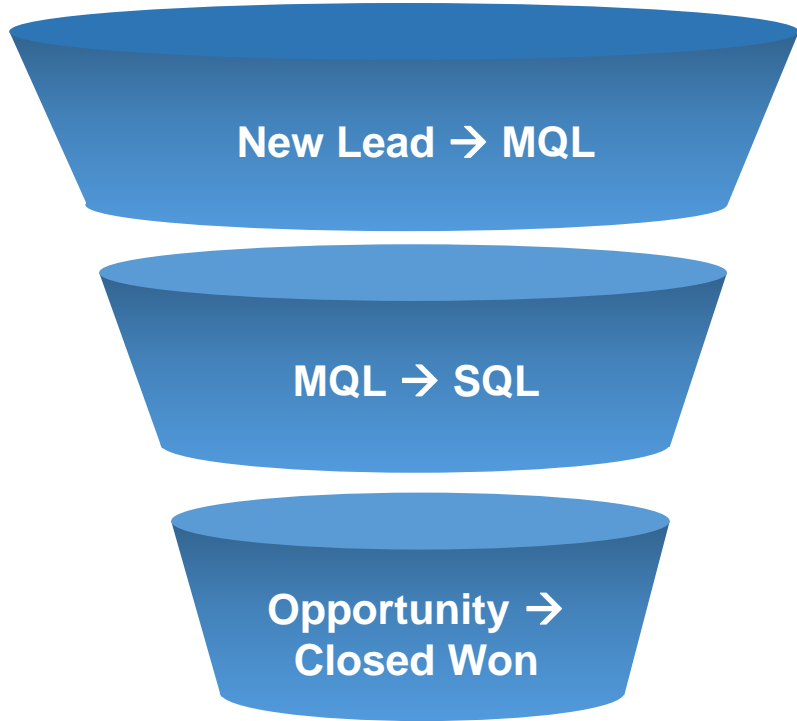 New Lead → MQL
MQL → SQL
Opportunity →
Closed Won